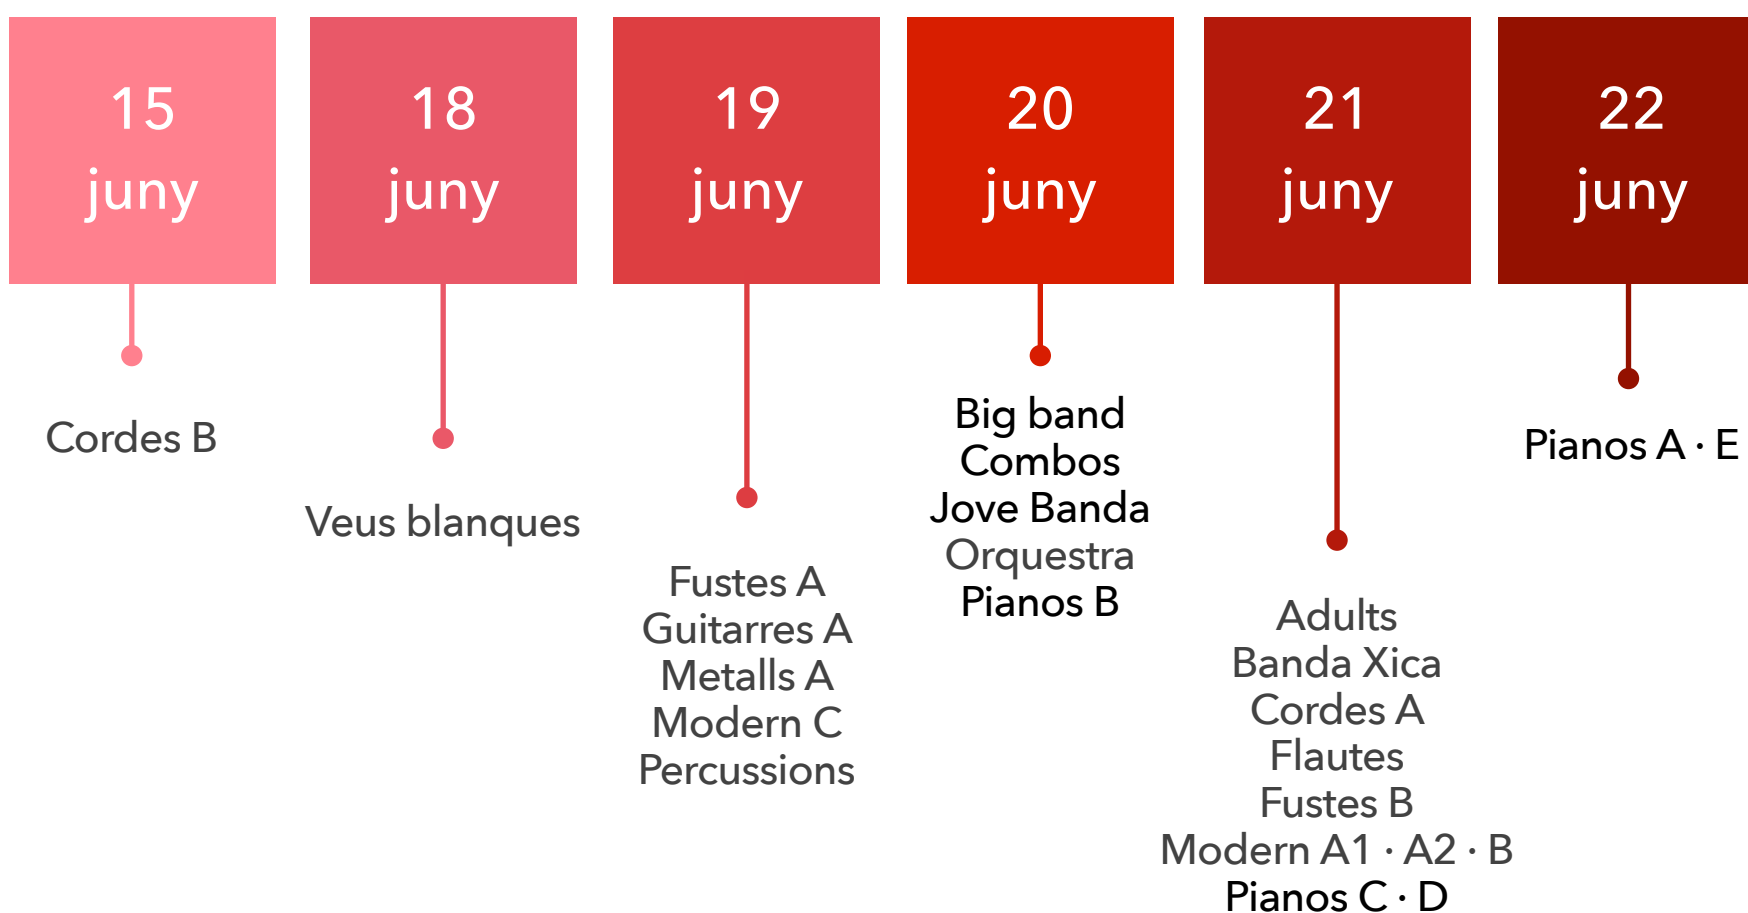 15
juny
18
juny
19
juny
20
juny
21
juny
22
juny
Cordes B
Veus blanques
Fustes A
Guitarres A
Metalls A
Modern C
Percussions
Big band
Combos
Jove Banda
Orquestra
Pianos B
Adults
Banda Xica
Cordes A
Flautes
Fustes B
Modern A1 · A2 · B
Pianos C · D
Pianos A · E